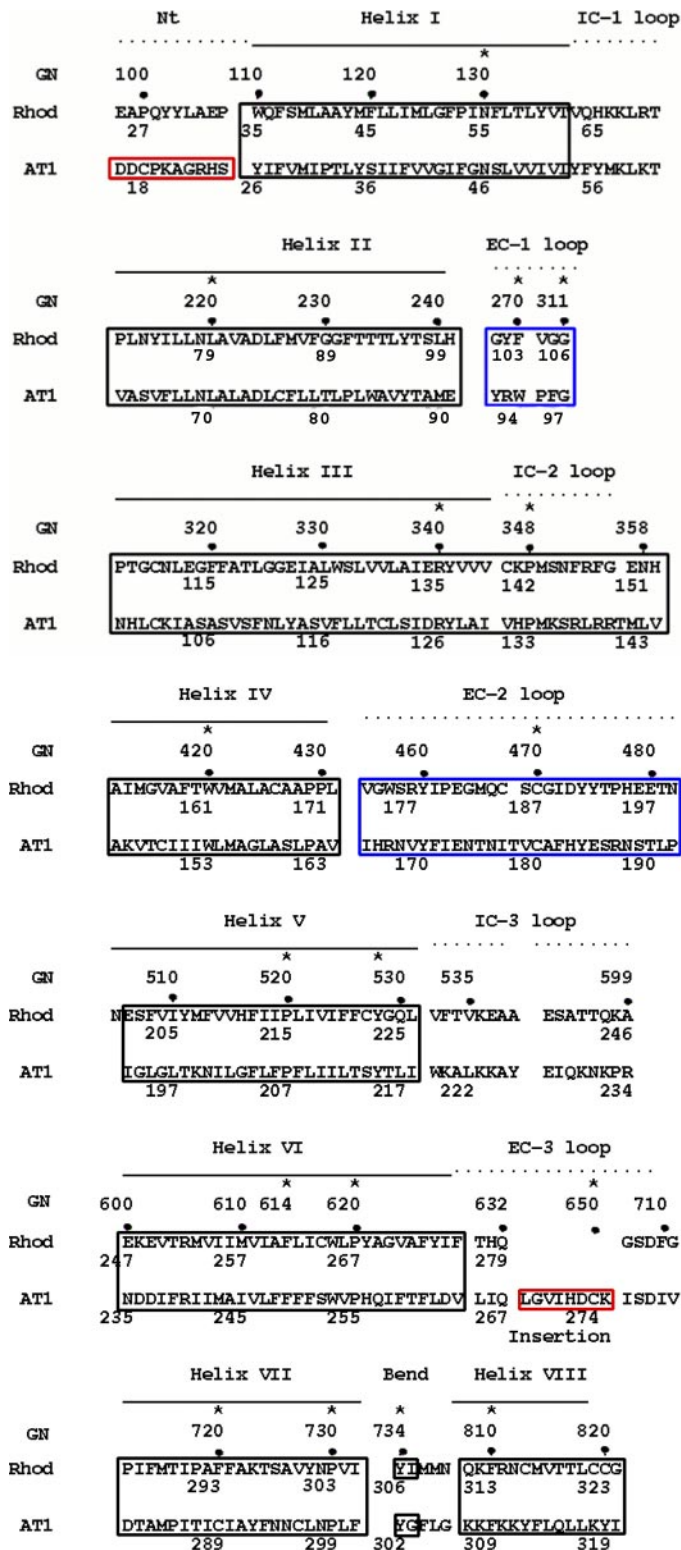 Nt Helix I IC-1 loop
*
GN 100 110 120 130
Rhod EAPQYYLAEP WQFSMLAAYMFLLIMLGFPINFLTLYVTVQHKKLRT
27 35 45 55 65
AT1 DDCPKAGRHS YIFVMIPTLYSIIFVVGIFGNSLVVIVIYFYMKLKT
18 26 36 46 56
Helix II EC-1 loop
* * *
GN 220 230 240 270 311
Rhod PLNYILLNLAVADLFMVFGGFTTTLYTSLH GYF VGG
79 89 99 103 106
AT1 VASVFLLNLALADLCFLLTLPLWAVYTAME YRW PFG
70 80 90 94 97
Helix III IC-2 loop
* *
GN 320 330 340 348 358
Rhod PTGCNLEGFFATLGGEIALWSLVVLAIERYVVV CKPMSNFRFG ENH
115 125 135 142 151
AT1 NHLCKIASASVSFNLYASVFLLTCLSIDRYLAI VHPMKSRLRRTMLV
106 116 126 133 143
Helix IV EC-2 loop
* *
GN 420 430 460 470 480
Rhod AIMGVAFTWVMALACAAPPL VGWSRYIPEGMQC SCGIDYYTPHEETN
161 171 177 187 197
AT1 AKVTCIIIWLMAGLASLPAV IHRNVYFIENTNITVCAFHYESRNSTLP
153 163 170 180 190
Helix V IC-3 loop
* *
GN 510 520 530 535 599
Rhod NESFVIYMFVVHFIIPLIVIFFCYGQL VFTVKEAA ESATTQKA
205 215 225 246
AT1 IGLGLTKNILGFLFPFLIILTSYTLI WKALKKAY EIQKNKPR
197 207 217 222 234
Helix VI EC-3 loop
* * *
GN 600 610 614 620 632 650 710
Rhod EKEVTRMVIIMVIAFLICWLPYAGVAFYIF THQ GSDFG
247 257 267 279
AT1 NDDIFRIIMAIVLFFFFSWVPHQIFTFLDV LIQ LGVIHDCK ISDIV
235 245 255 267 274
Insertion
Helix VII Bend Helix VIII
* * * *
GN 720 730 734 810 820
Rhod PIFMTIPAFFAKTSAVYNPVI YIMMN QKFRNCMVTTLCCG
293 303 306 313 323
AT1 DTAMPITICIAYFNNCLNPLF YGFLG KKFKKYFLQLLKYI
289 299 302 309 319